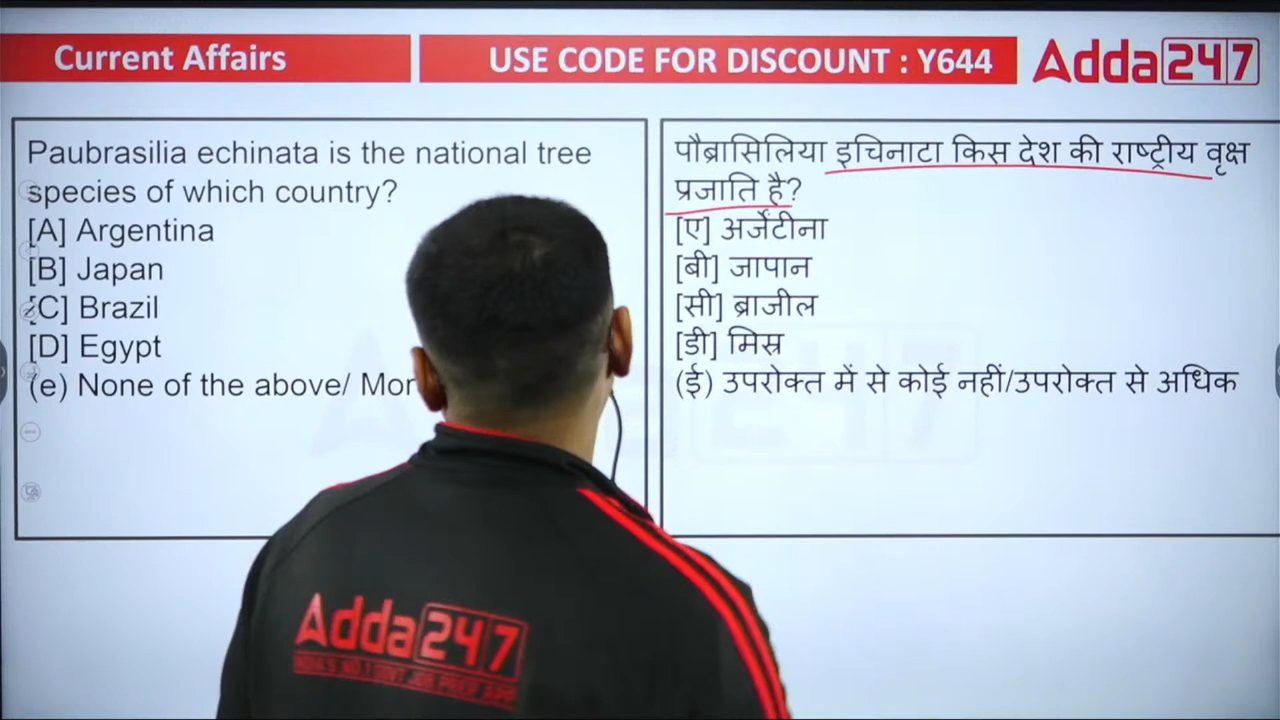 Current Affairs
USE CODE FOR DISCOUNT : Y644
Adda247
Paubrasilia echinata is the national tree
species of which country?
[A] Argentina
[B] Japan
[C] Brazil
[D] Egypt
(e) None of the above/ Mor
पौब्रासिलिया इचिनाटा किस देश की राष्ट्रीय वृक्ष
प्रजाति है?
[ए] अर्जेंटीना
[बी] जापान
[सी] ब्राजील
[डी] मिस्र
(ई) उपरोक्त में से कोई नहीं/उपरोक्त से अधिक
Adda247